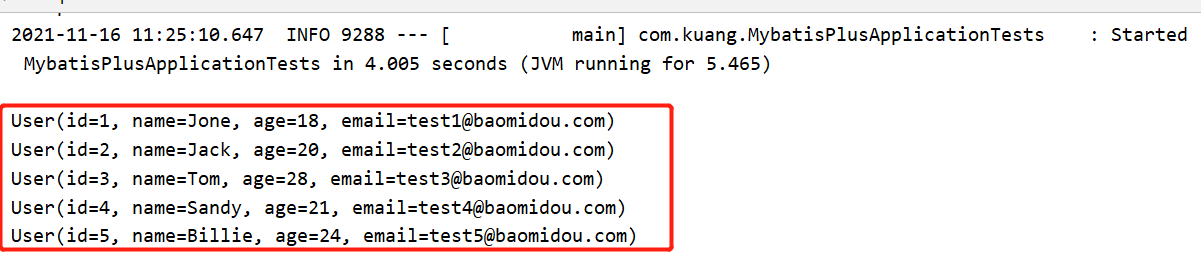 2021-11-16 11:25:10.647  INFO 9288 --- [           main] com.kuang.MybatisPlusApplicationTests    : Started
MybatisPlusApplicationTests in 4.005 seconds (JVM running for 5.465)
User(id=1, name=Jone, age=18, email=test1@baomidou.com)
User(id=2, name=Jack, age=20, email=test2@baomidou.com)
User(id=3, name=Tom, age=28, email=test3@baomidou.com)
User(id=4, name=Sandy, age=21, email=test4@baomidou.com)
User(id=5, name=Billie, age=24, email=test5@baomidou.com)